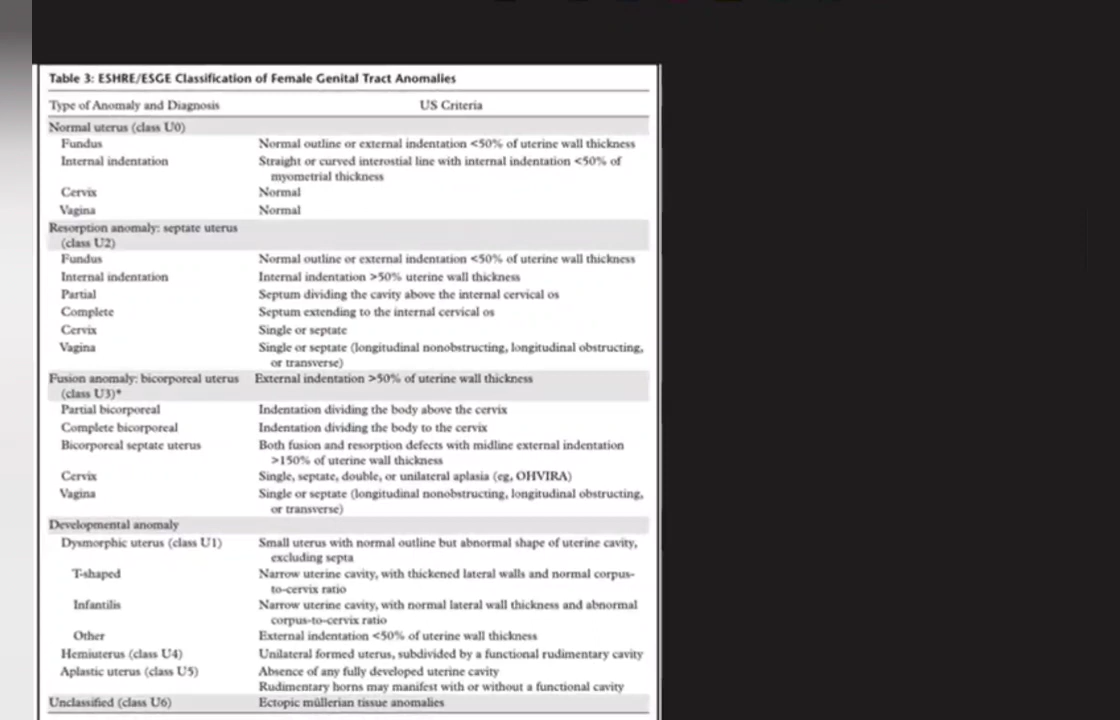 Table 3: ESHRE/ESGE Classification of Female Genital Tract Anomalies
Type of Anomaly and Diagnosis US Criteria
Normal uterus (class U0)
Fundus Normal outline or external indentation <50% of uterine wall thickness
Internal indentation Straight or curved interostial line with internal indentation <50% of
myometrial thickness
Cervix Normal
Vagina Normal
Resorption anomaly: septate uterus
(class U2)
Fundus Normal outline or external indentation <50% of uterine wall thickness
Internal indentation Internal indentation >50% uterine wall thickness
Partial Septum dividing the cavity above the internal cervical os
Complete Septum extending to the internal cervical os
Cervix Single or septate
Vagina Single or septate (longitudinal nonobstructing, longitudinal obstructing,
or transverse)
Fusion anomaly: bicorporeal uterus External indentation >50% of uterine wall thickness
(class U3)*
Partial bicorporeal Indentation dividing the body above the cervix
Complete bicorporeal Indentation dividing the body to the cervix
Bicorporeal septate uterus Both fusion and resorption defects with midline external indentation
>150% of uterine wall thickness
Cervix Single, septate, double, or unilateral aplasia (eg, OHVIRA)
Vagina Single or septate (longitudinal nonobstructing, longitudinal obstructing,
or transverse)
Developmental anomaly
Dysmorphic uterus (class U1) Small uterus with normal outline but abnormal shape of uterine cavity,
excluding septa
T-shaped Narrow uterine cavity, with thickened lateral walls and normal corpus-
to-cervix ratio
Infantilis Narrow uterine cavity, with normal lateral wall thickness and abnormal
corpus-to-cervix ratio
Other External indentation <50% of uterine wall thickness
Hemiuterus (class U4) Unilateral formed uterus, subdivided by a functional rudimentary cavity
Aplastic uterus (class U5) Absence of any fully developed uterine cavity
Rudimentary horns may manifest with or without a functional cavity
Unclassified (class U6) Ectopic müllerian tissue anomalies